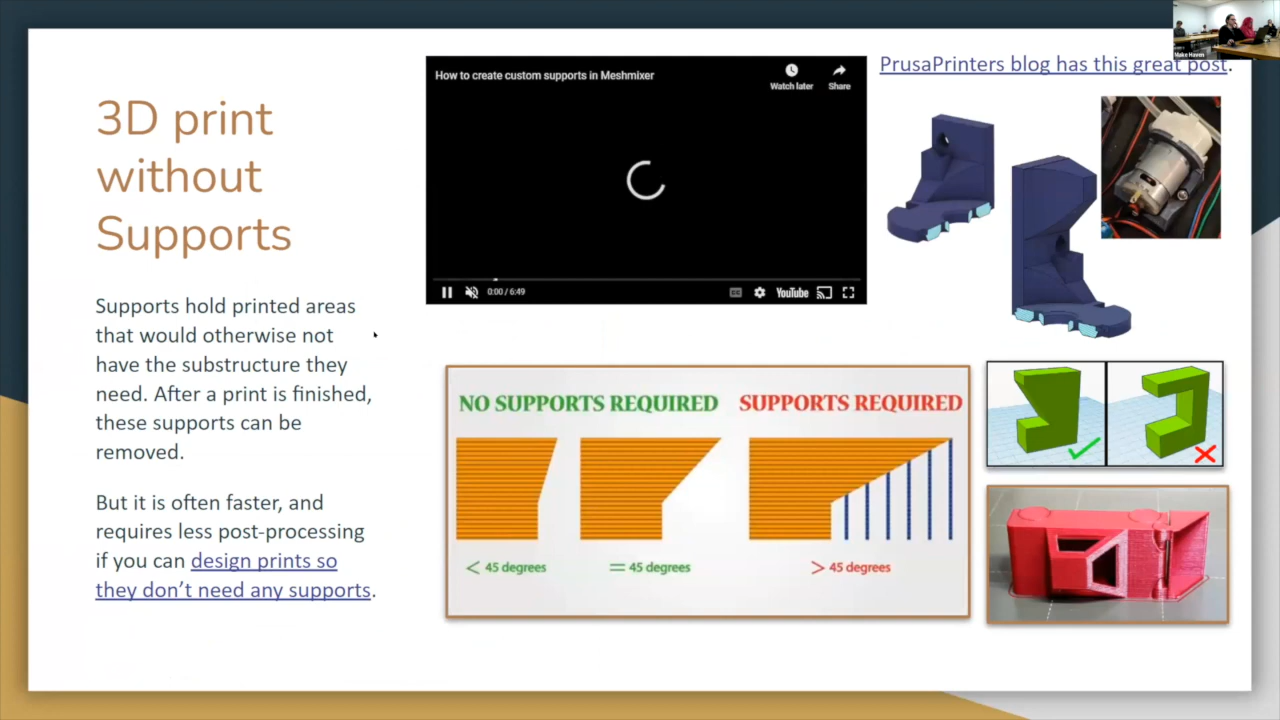 3D print
without
Supports
Supports hold printed areas
that would otherwise not
have the substructure they
need. After a print is finished,
these supports can be
removed.
But it is often faster, and
requires less post-processing
if you can design prints so
they don’t need any supports.
How to create custom supports in Meshmixer
Watch later
Share
0:00 / 6:49
CC
YouTube
PrusaPrinters blog has this great post.
Make Haven
NO SUPPORTS REQUIRED
SUPPORTS REQUIRED
< 45 degrees
= 45 degrees
> 45 degrees